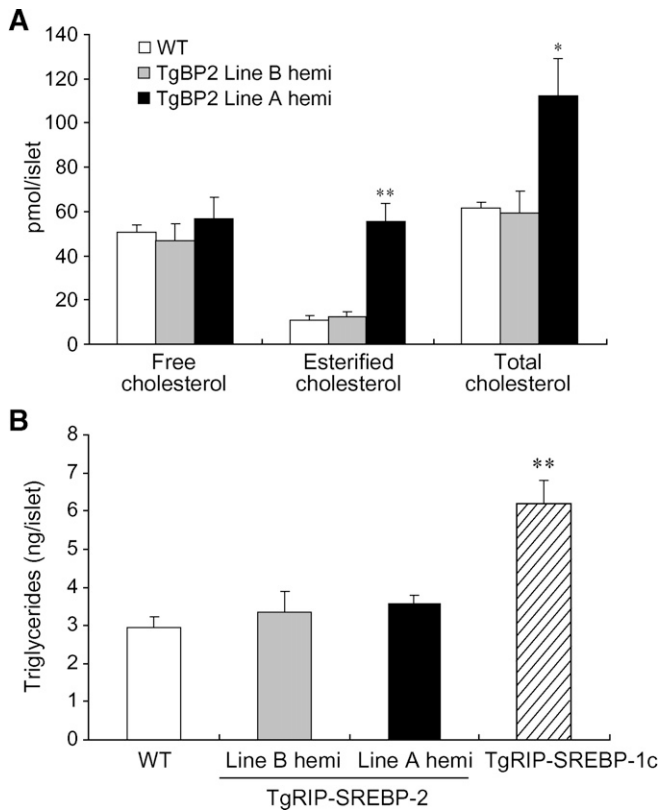 A
140
120
100
80
60
40
20
0
pmol/islet
WT
TgBP2 Line B hemi
TgBP2 Line A hemi
**
*
Free
cholesterol
Esterified
cholesterol
Total
cholesterol
B
8
7
6
5
4
3
2
1
0
Triglycerides (ng/islet)
**
WT
Line B hemi
Line A hemi
TgRIP-SREBP-1c
TgRIP-SREBP-2